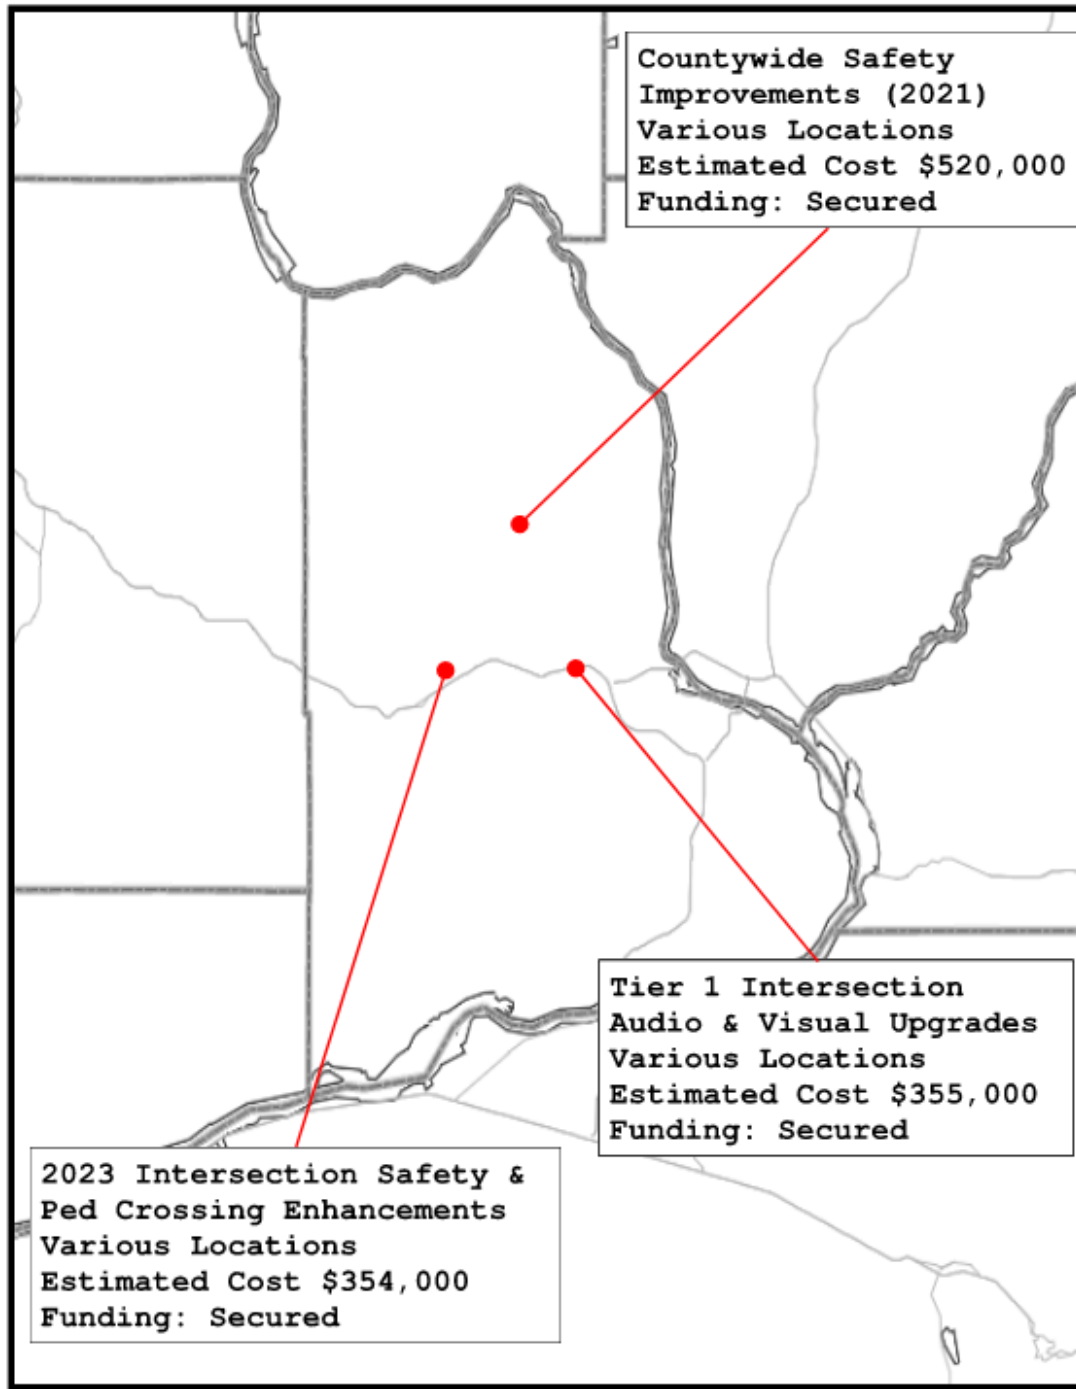 Countywide Safety
Improvements (2021)
Various Locations
Estimated Cost $520,000
Funding: Secured
Tier 1 Intersection
Audio & Visual Upgrades
Various Locations
Estimated Cost $355,000
Funding: Secured
2023 Intersection Safety &
Ped Crossing Enhancements
Various Locations
Estimated Cost $354,000
Funding: Secured